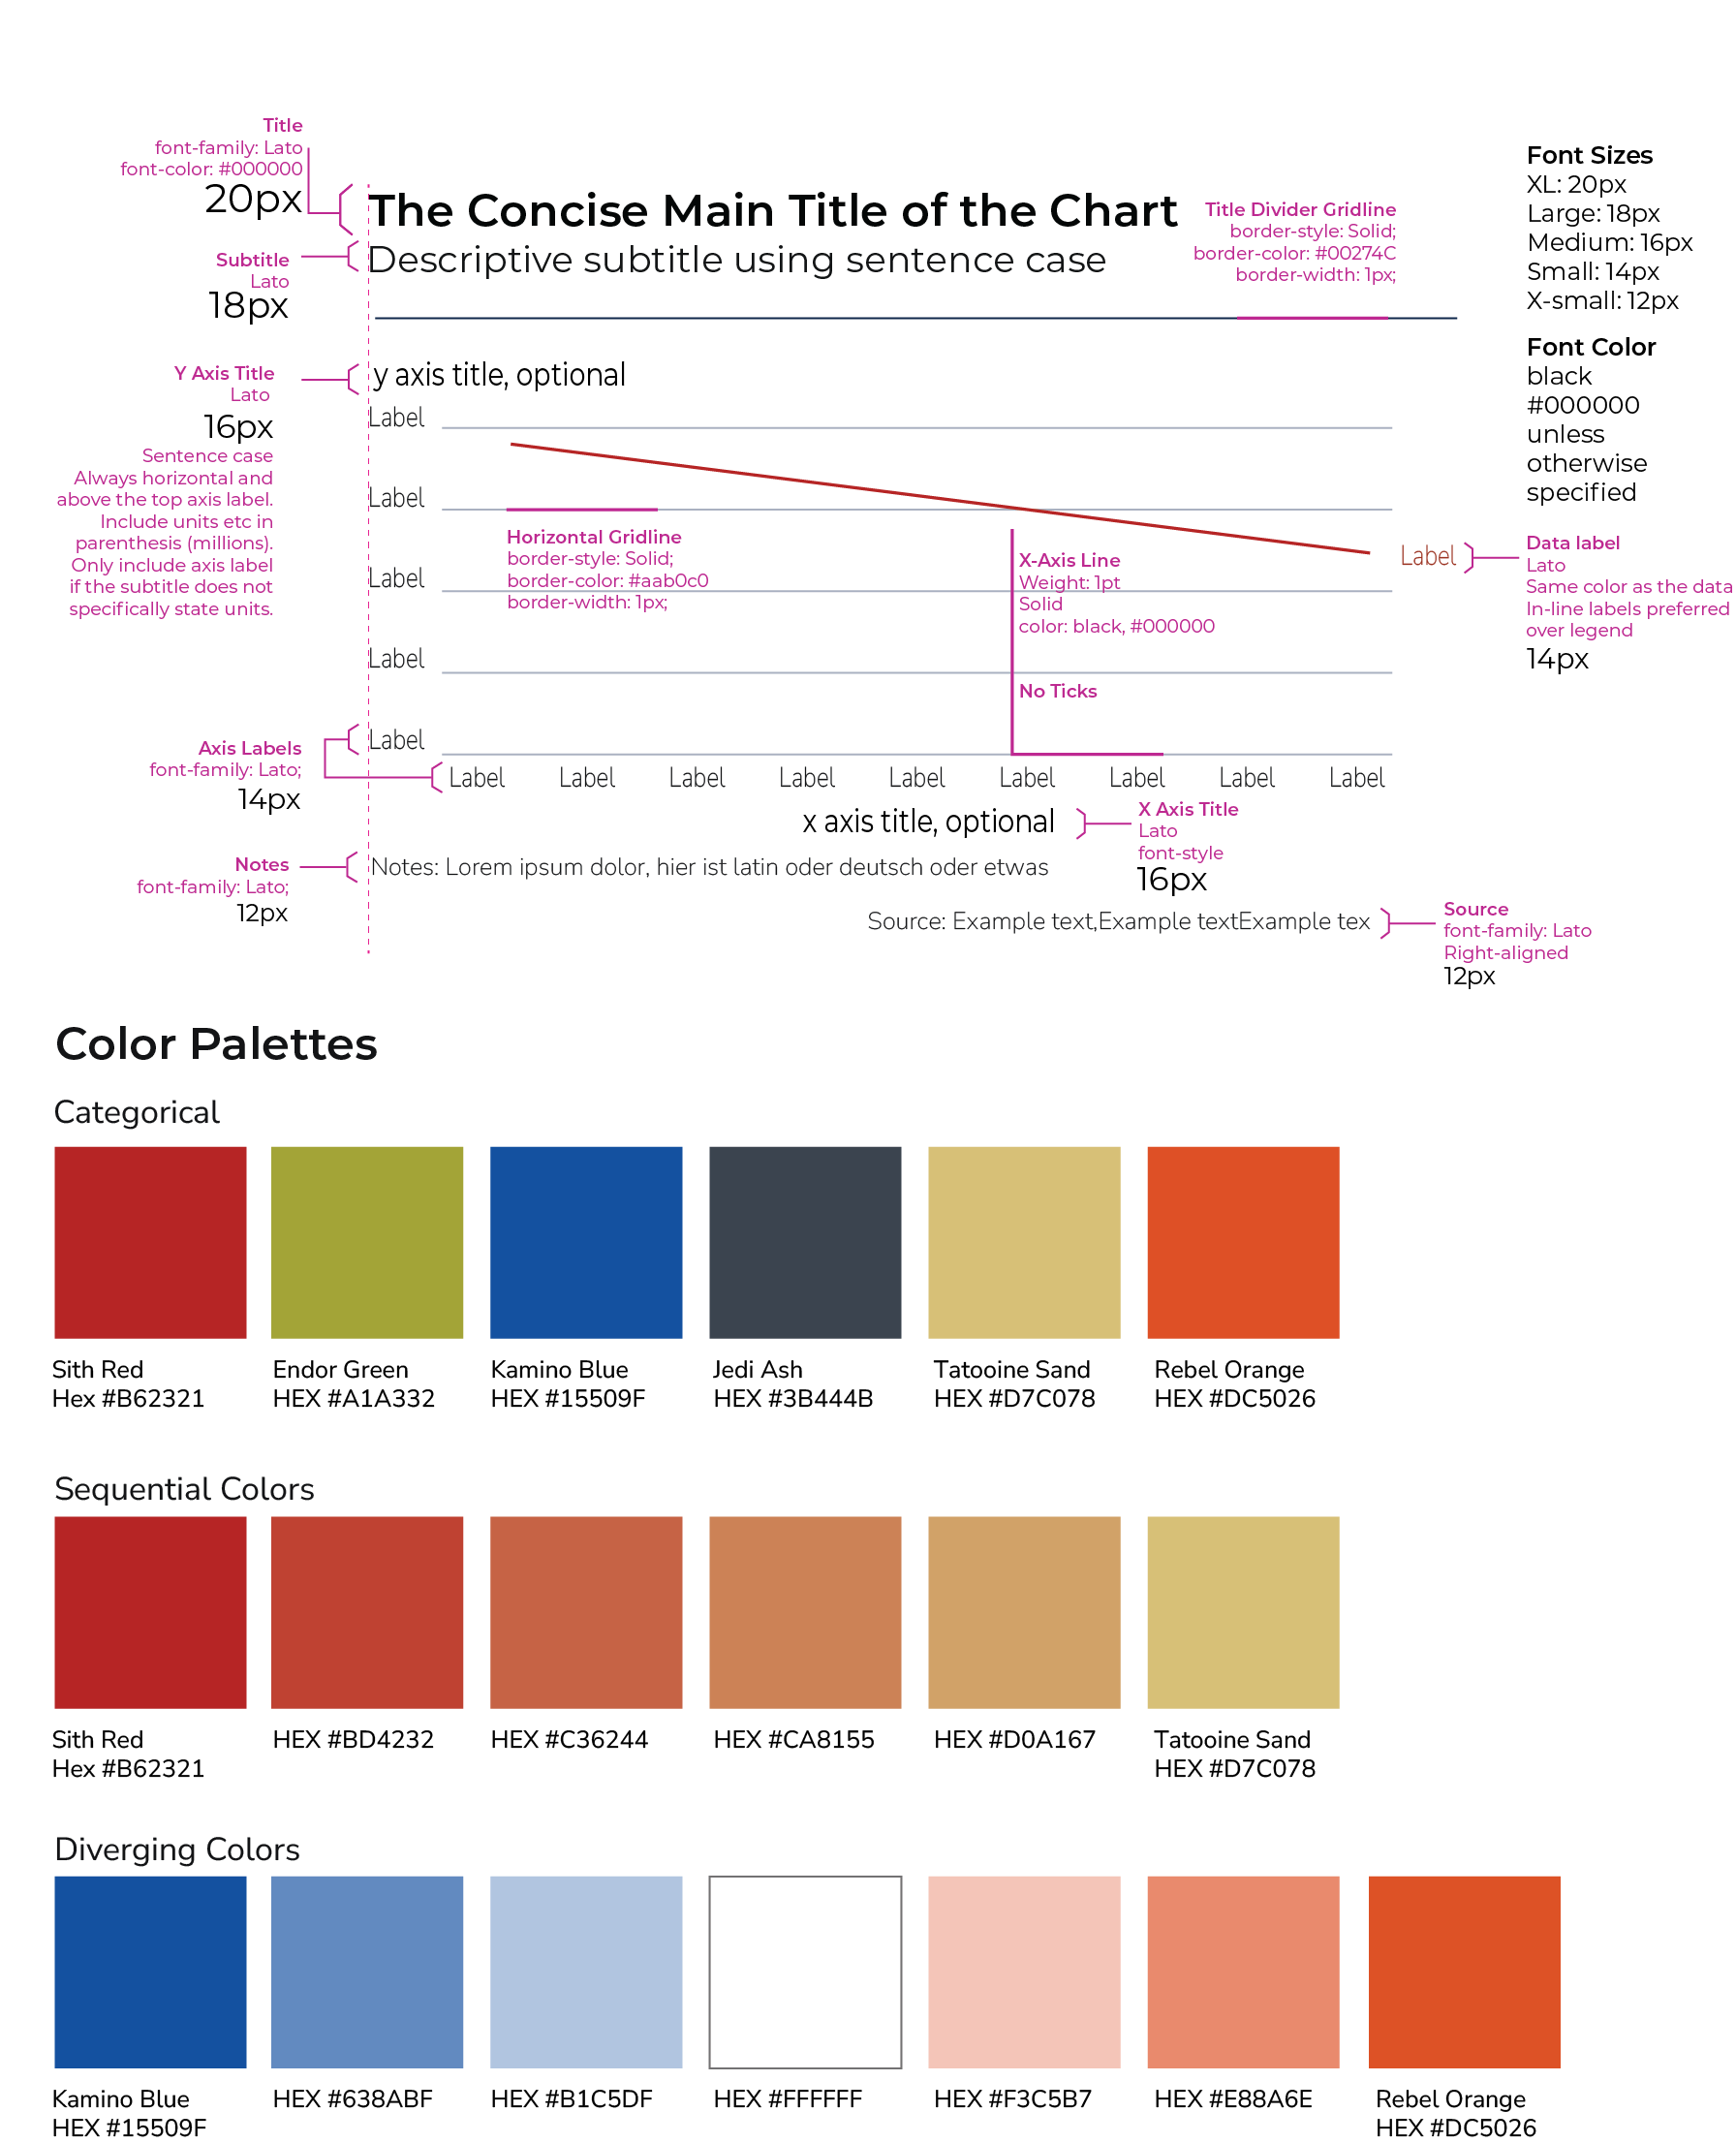 Title
font-family: Lato
font-color: #000000
20px
The Concise Main Title of the Chart
Subtitle
Lato
18px
Descriptive subtitle using sentence case
Title Divider Gridline
border-style: Solid;
border-color: #00274C
border-width: 1px;
Font Sizes
XL: 20px
Large: 18px
Medium: 16px
Small: 14px
X-small: 12px
Font Color
black
#000000
unless
otherwise
specified
Y Axis Title
Lato
16px
Sentence case
Always horizontal and
above the top axis label.
Include units etc in
parenthesis (millions).
Only include axis label
if the subtitle does not
specifically state units.
y axis title, optional
Label
Label
Label
Label
Label
Horizontal Gridline
border-style: Solid;
border-color: #aab0c0
border-width: 1px;
X-Axis Line
Weight: 1pt
Solid
color: black, #000000
No Ticks
Label
Data label
Lato
Same color as the data
In-line labels preferred
over legend
14px
Axis Labels
font-family: Lato;
14px
Label Label Label Label Label Label Label Label Label
x axis title, optional
X Axis Title
Lato
font-style
16px
Notes
font-family: Lato;
12px
Notes: Lorem ipsum dolor, hier ist latin oder deutsch oder etwas
Source: Example text,Example textExample tex
Source
font-family: Lato
Right-aligned
12px
Color Palettes
Categorical
Sith Red
Hex #B62321
Endor Green
HEX #A1A332
Kamino Blue
HEX #15509F
Jedi Ash
HEX #3B444B
Tatooine Sand
HEX #D7C078
Rebel Orange
HEX #DC5026
Sequential Colors
Sith Red
Hex #B62321
HEX #BD4232
HEX #C36244
HEX #CA8155
HEX #D0A167
Tatooine Sand
HEX #D7C078
Diverging Colors
Kamino Blue
HEX #15509F
HEX #638ABF
HEX #B1C5DF
HEX #FFFFFF
HEX #F3C5B7
HEX #E88A6E
Rebel Orange
HEX #DC5026